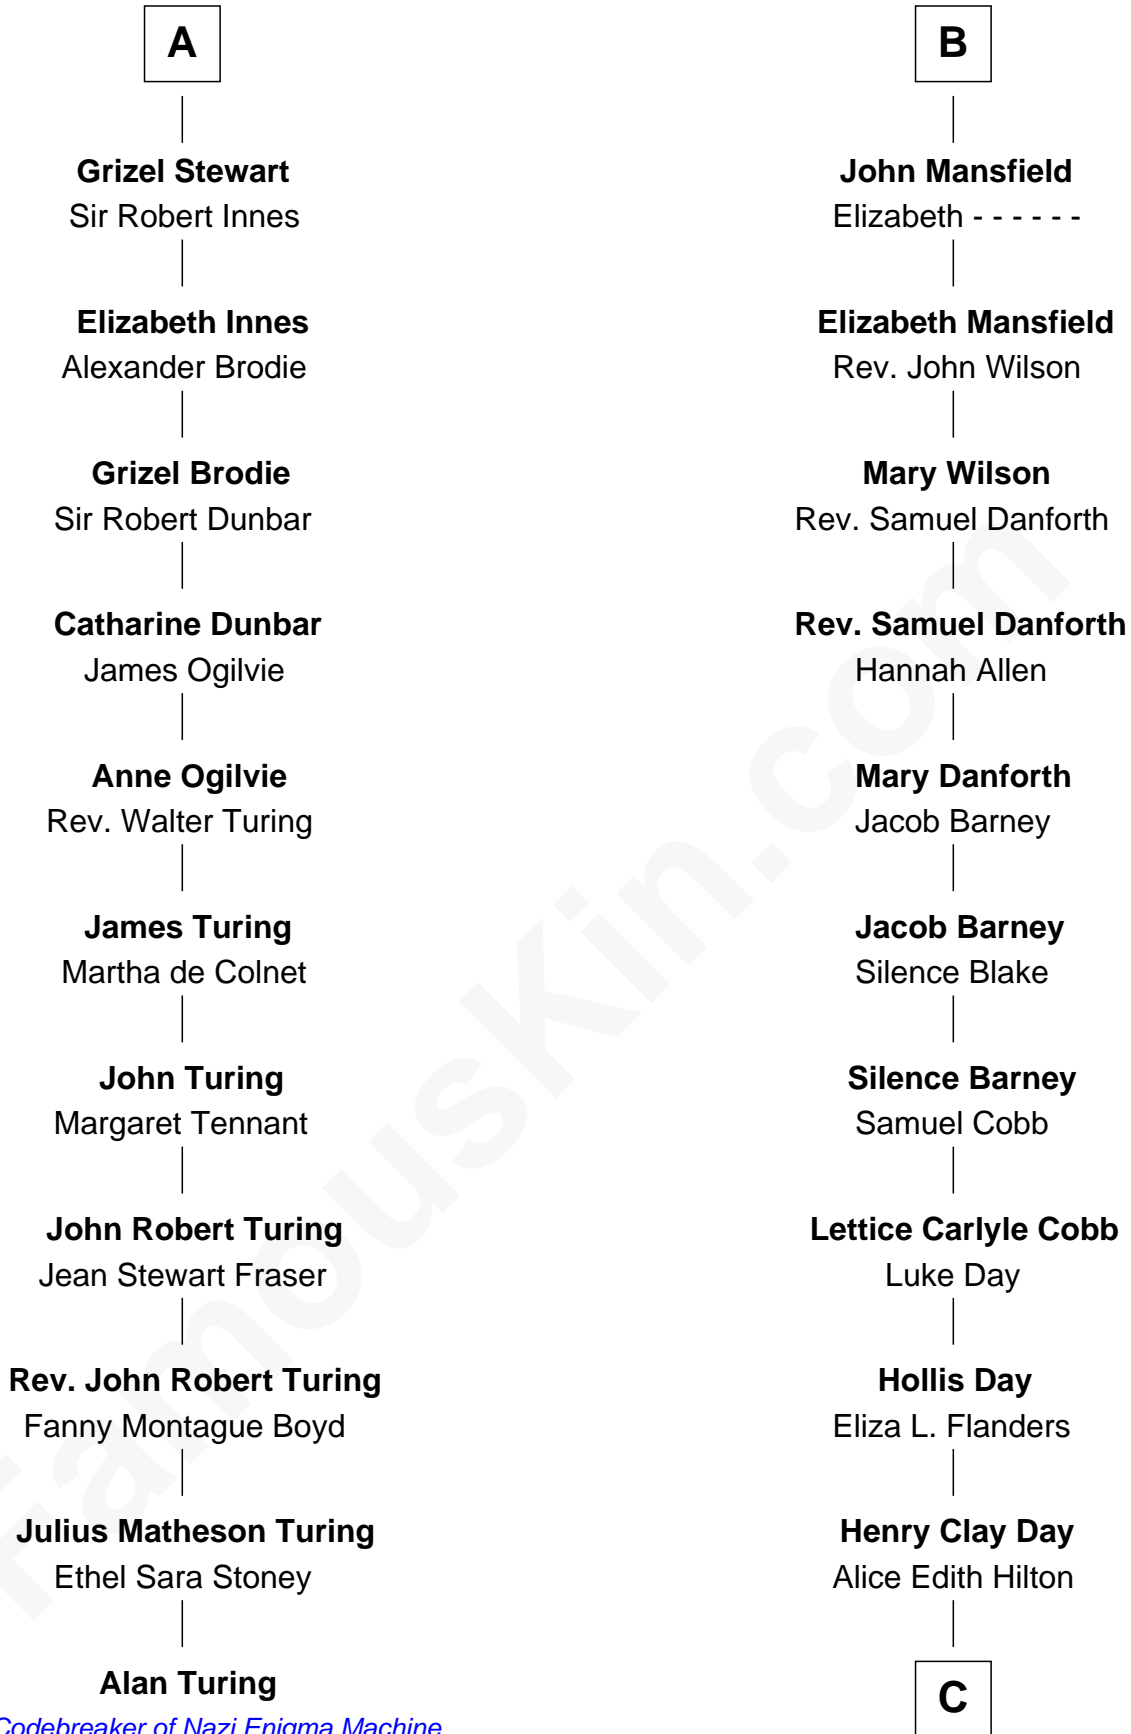 A
Grizel Stewart
Sir Robert Innes
Elizabeth Innes
Alexander Brodie
Grizel Brodie
Sir Robert Dunbar
Catharine Dunbar
James Ogilvie
Anne Ogilvie
Rev. Walter Turing
James Turing
Martha de Colnet
John Turing
Margaret Tennant
John Robert Turing
Jean Stewart Fraser
Rev. John Robert Turing
Fanny Montague Boyd
Julius Matheson Turing
Ethel Sara Stoney
Alan Turing
Codebreaker of Nazi Enigma Machine
B
John Mansfield
Elizabeth - - - - - -
Elizabeth Mansfield
Rev. John Wilson
Mary Wilson
Rev. Samuel Danforth
Rev. Samuel Danforth
Hannah Allen
Mary Danforth
Jacob Barney
Jacob Barney
Silence Blake
Silence Barney
Samuel Cobb
Lettice Carlyle Cobb
Luke Day
Hollis Day
Eliza L. Flanders
Henry Clay Day
Alice Edith Hilton
C
FamousKin.com